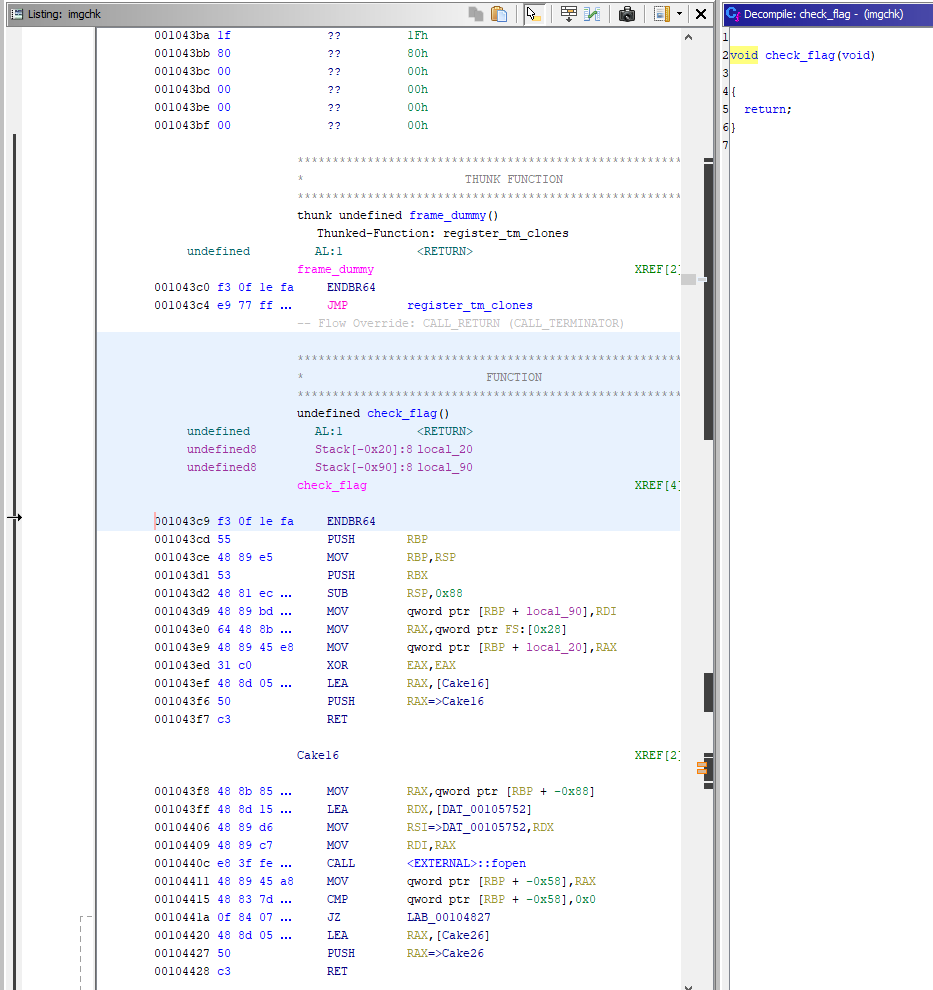 Listing: imgchk
001043ba 1f ?? 1Fh
001043bb 80 ?? 80h
001043bc 00 ?? 00h
001043bd 00 ?? 00h
001043be 00 ?? 00h
001043bf 00 ?? 00h
*******************************************************
* THUNK FUNCTION
*******************************************************
thunk undefined frame_dummy()
Thunked-Function: register_tm_clones
undefined AL:1 <RETURN>
frame_dummy XREF[2]
001043c0 f3 0f 1e fa ENDBR64
001043c4 e9 77 ff ... JMP register_tm_clones
-- Flow Override: CALL_RETURN (CALL_TERMINATOR)
*******************************************************
* FUNCTION
*******************************************************
undefined check_flag()
undefined AL:1 <RETURN>
undefined8 Stack[-0x20]:8 local_20
undefined8 Stack[-0x90]:8 local_90
check_flag XREF[4]
001043c9 f3 0f 1e fa ENDBR64
001043cd 55 PUSH RBP
001043ce 48 89 e5 MOV RBP,RSP
001043d1 53 PUSH RBX
001043d2 48 81 ec ... SUB RSP,0x88
001043d9 48 89 bd ... MOV qword ptr [RBP + local_90],RDI
001043e0 64 48 8b ... MOV RAX,qword ptr FS:[0x28]
001043e9 48 89 45 e8 MOV qword ptr [RBP + local_20],RAX
001043ed 31 c0 XOR EAX,EAX
001043ef 48 8d 05 ... LEA RAX,[Cake16]
001043f6 50 PUSH RAX=>Cake16
001043f7 c3 RET
Cake16 XREF[2]
001043f8 48 8b 85 ... MOV RAX,qword ptr [RBP + -0x88]
001043ff 48 8d 15 ... LEA RDX,[DAT_00105752]
00104406 48 89 d6 MOV RSI=>DAT_00105752,RDX
00104409 48 89 c7 MOV RDI,RAX
0010440c e8 3f fe ... CALL <EXTERNAL>::fopen
00104411 48 89 45 a8 MOV qword ptr [RBP + -0x58],RAX
00104415 48 83 7d ... CMP qword ptr [RBP + -0x58],0x0
0010441a 0f 84 07 ... JZ LAB_00104827
00104420 48 8d 05 ... LEA RAX,[Cake26]
00104427 50 PUSH RAX=>Cake26
00104428 c3 RET
Decompile: check_flag - (imgchk)
1
2 void check_flag(void)
3
4 {
5 return;
6 }
7